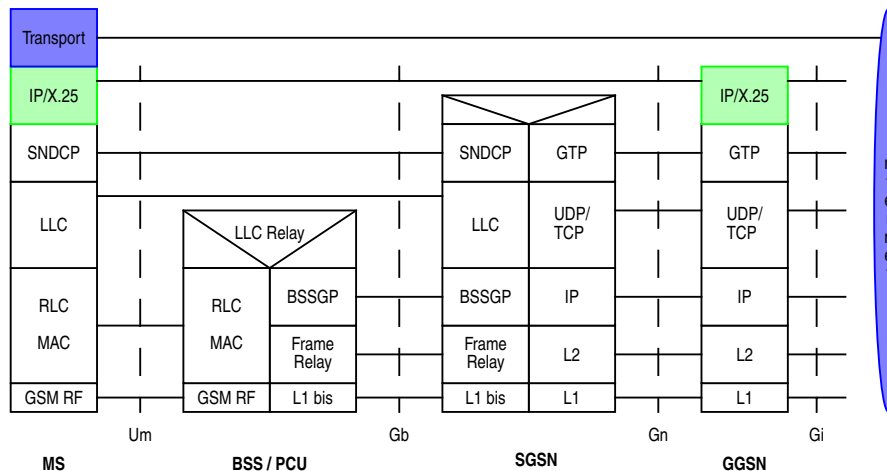 Transport
IP/X.25
IP/X.25
SNDCP
SNDCP
GTP
GTP
LLC
LLC Relay
LLC
UDP/
TCP
UDP/
TCP
RLC
MAC
RLC
MAC
BSSGP
BSSGP
IP
IP
Frame
Relay
Frame
Relay
L2
L2
GSM RF
GSM RF
L1 bis
L1 bis
L1
L1
Um
Gb
Gn
Gi
MS
BSS / PCU
SGSN
GGSN